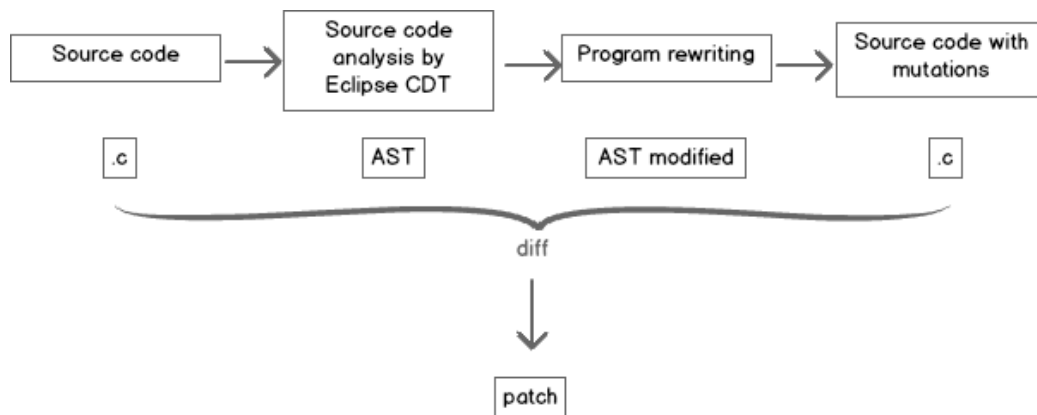 Source code
Source code
analysis by
Eclipse CDT
Program rewriting
Source code with
mutations
.c
AST
AST modified
.c
diff
patch